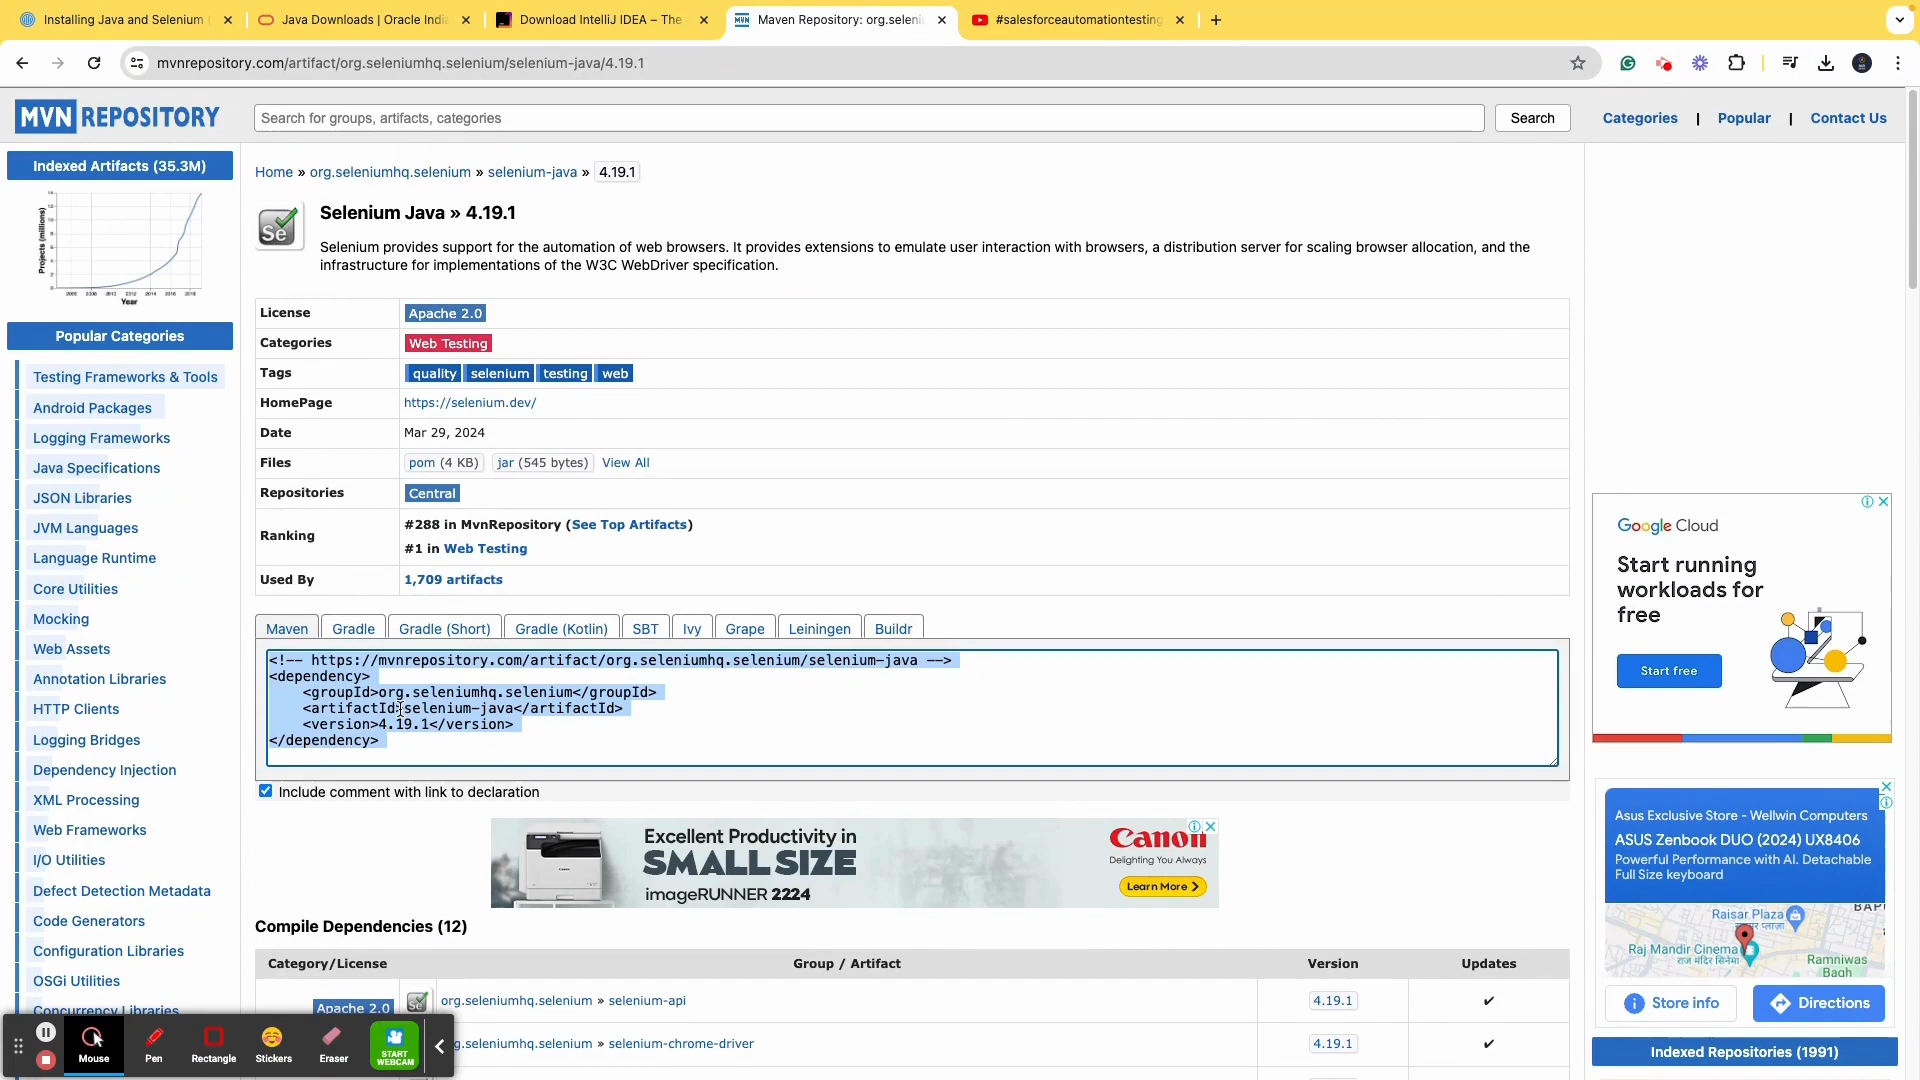 Installing Java and Selenium (
Java Downloads | Oracle India
Download IntelliJ IDEA – The
Maven Repository: org.seleni
#salesforceautomationtesting
mvnrepository.com/artifact/org.seleniumhq.selenium/selenium-java/4.19.1
MVN REPOSITORY
Search for groups, artifacts, categories
Search
Categories | Popular | Contact Us
Indexed Artifacts (35.3M)
Projects (millions)
Year
Popular Categories
Testing Frameworks & Tools
Android Packages
Logging Frameworks
Java Specifications
JSON Libraries
JVM Languages
Language Runtime
Core Utilities
Mocking
Web Assets
Annotation Libraries
HTTP Clients
Logging Bridges
Dependency Injection
XML Processing
Web Frameworks
I/O Utilities
Defect Detection Metadata
Code Generators
Configuration Libraries
OSGi Utilities
Concurrency Libraries
Home » org.seleniumhq.selenium » selenium-java » 4.19.1
Se
Selenium Java » 4.19.1
Selenium provides support for the automation of web browsers. It provides extensions to emulate user interaction with browsers, a distribution server for scaling browser allocation, and the
infrastructure for implementations of the W3C WebDriver specification.
License Apache 2.0
Categories Web Testing
Tags quality selenium testing web
HomePage https://selenium.dev/
Date Mar 29, 2024
Files pom (4 KB) jar (545 bytes) View All
Repositories Central
Ranking #288 in MvnRepository (See Top Artifacts)
#1 in Web Testing
Used By 1,709 artifacts
Maven Gradle Gradle (Short) Gradle (Kotlin) SBT Ivy Grape Leiningen Buildr
<!-- https://mvnrepository.com/artifact/org.seleniumhq.selenium/selenium-java -->
<dependency>
<groupId>org.seleniumhq.selenium</groupId>
<artifactId>selenium-java</artifactId>
<version>4.19.1</version>
</dependency>
Include comment with link to declaration
Excellent Productivity in
SMALL SIZE
imageRUNNER 2224
Canon
Delighting You Always
Learn More
Compile Dependencies (12)
Category/License Group / Artifact Version Updates
Apache 2.0 org.seleniumhq.selenium » selenium-api 4.19.1 ✔
g.seleniumhq.selenium » selenium-chrome-driver 4.19.1 ✔
Google Cloud
Start running
workloads for
free
Start free
Asus Exclusive Store - Wellwin Computers
ASUS Zenbook DUO (2024) UX8406
Powerful Performance with AI. Detachable
Full Size keyboard
BAP
Raisar Plaza
Raj Mandir Cinema
राज मंदिर सिनेमा
Ramniwas
Bagh
Store info
Directions
Indexed Repositories (1991)
Mouse
Pen
Rectangle
Stickers
Eraser
START
WEBCAM